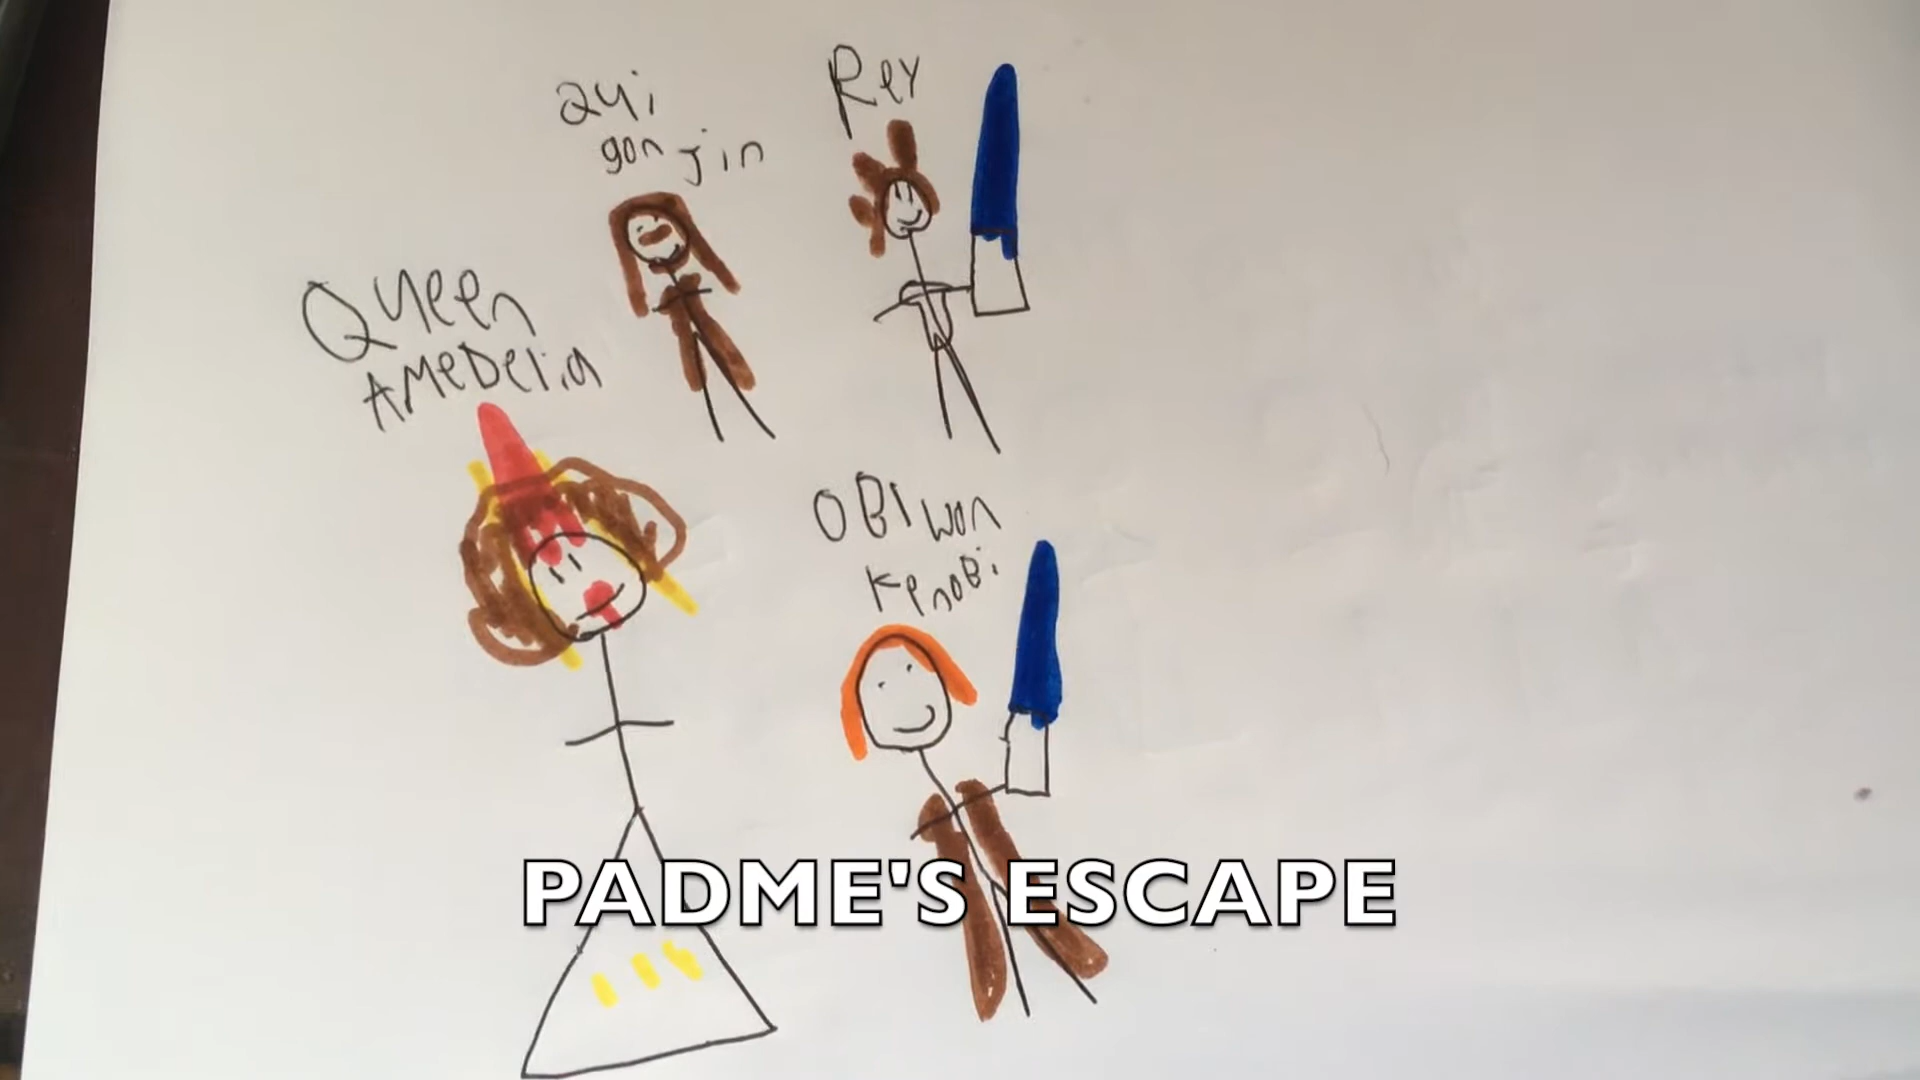 Qui
gon jin
Rey
Queen
AMeDelia
OBI won
kenoBi
PADME'S ESCAPE